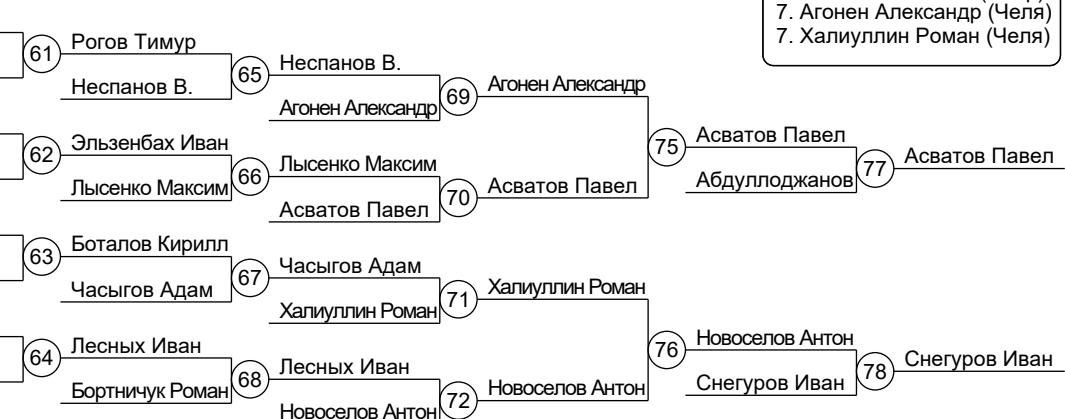 7. Агонен Александр (Челя)
7. Халиуллин Роман (Челя)
61
Рогов Тимур
Неспанов В.
65
Неспанов В.
Агонен Александр
69
Агонен Александр
62
Эльзенбах Иван
Лысенко Максим
66
Лысенко Максим
Асватов Павел
70
Асватов Павел
75
Асватов Павел
Абдуллоджанов
77
Асватов Павел
63
Боталов Кирилл
Часыгов Адам
67
Часыгов Адам
Халиуллин Роман
71
Халиуллин Роман
64
Лесных Иван
Бортничук Роман
68
Лесных Иван
Новоселов Антон
72
Новоселов Антон
76
Новоселов Антон
Снегуров Иван
78
Снегуров Иван